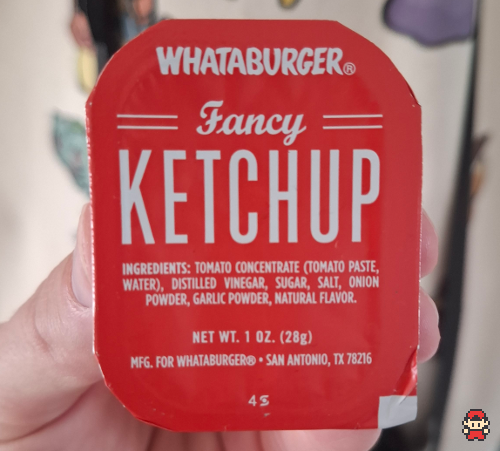 WHATABURGER®
Fancy
KETCHUP
INGREDIENTS: TOMATO CONCENTRATE (TOMATO PASTE,
WATER), DISTILLED VINEGAR, SUGAR, SALT, ONION
POWDER, GARLIC POWDER, NATURAL FLAVOR.
NET WT. 1 OZ. (28g)
MFG. FOR WHATABURGER® • SAN ANTONIO, TX 78216